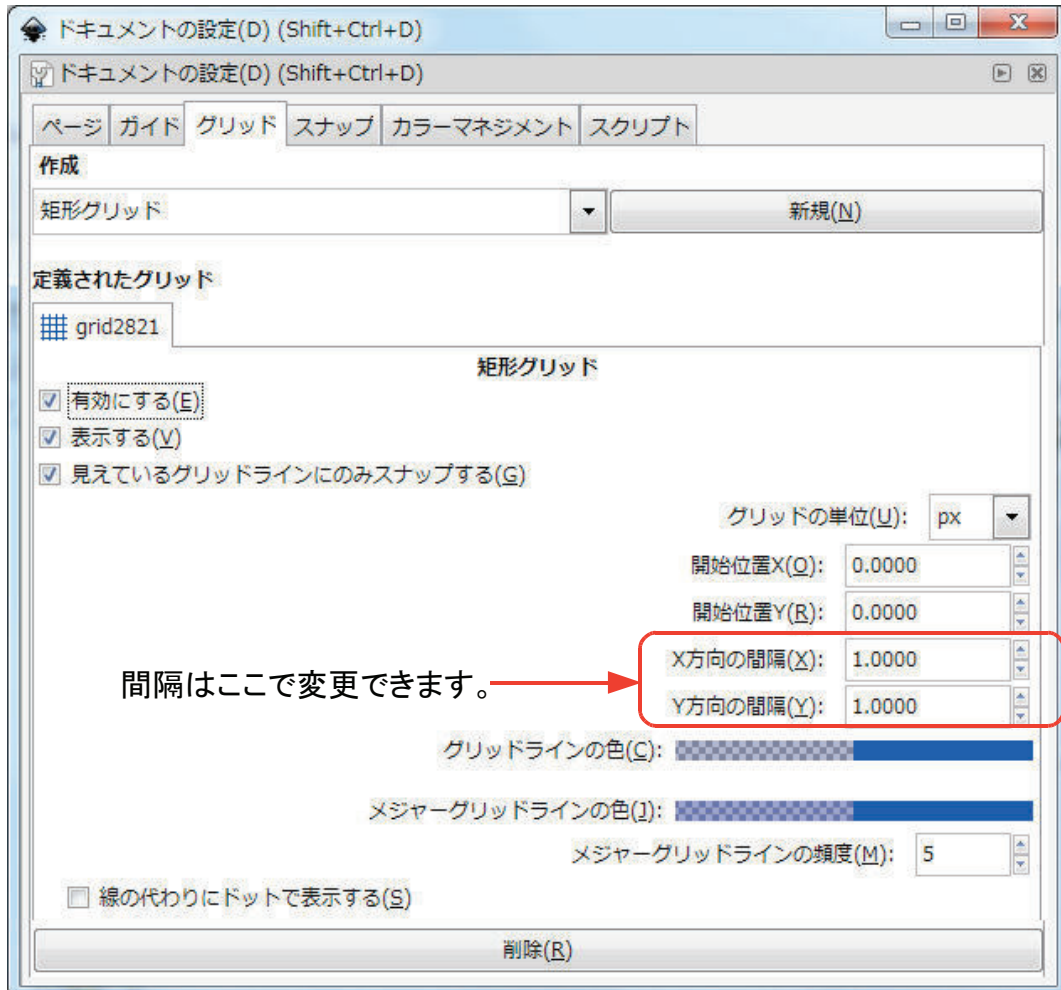 ドキュメントの設定(D) (Shift+Ctrl+D)
ドキュメントの設定(D) (Shift+Ctrl+D)
ページ ガイド グリッド スナップ カラーマネジメント スクリプト
作成
矩形グリッド 新規(N)
定義されたグリッド
grid2821
矩形グリッド
有効にする(E)
表示する(V)
見えているグリッドラインにのみスナップする(G)
グリッドの単位(U): px
開始位置X(O): 0.0000
開始位置Y(R): 0.0000
X方向の間隔(X): 1.0000
間隔はここで変更できます。
Y方向の間隔(Y): 1.0000
グリッドラインの色(C):
メジャーグリッドラインの色(J):
メジャーグリッドラインの頻度(M): 5
線の代わりにドットで表示する(S)
削除(R)